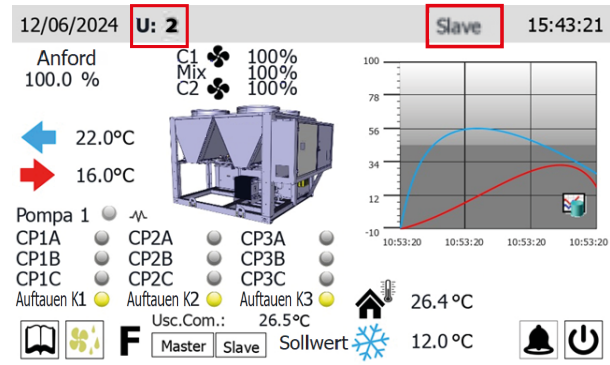 12/06/2024 U: 2 Slave 15:43:21
Anford
100.0 %
C1 100%
Mix 100%
C2 100%
22.0°C
16.0°C
100
78
56
34
12
-10
10:53:20 10:53:20 10:53:20 10:53:20
Pompa 1
CP1A CP2A CP3A
CP1B CP2B CP3B
CP1C CP2C CP3C
Auftauen K1 Auftauen K2 Auftauen K3
26.4 °C
F
Usc.Com.: 26.5°C
Master Slave Sollwert 12.0 °C